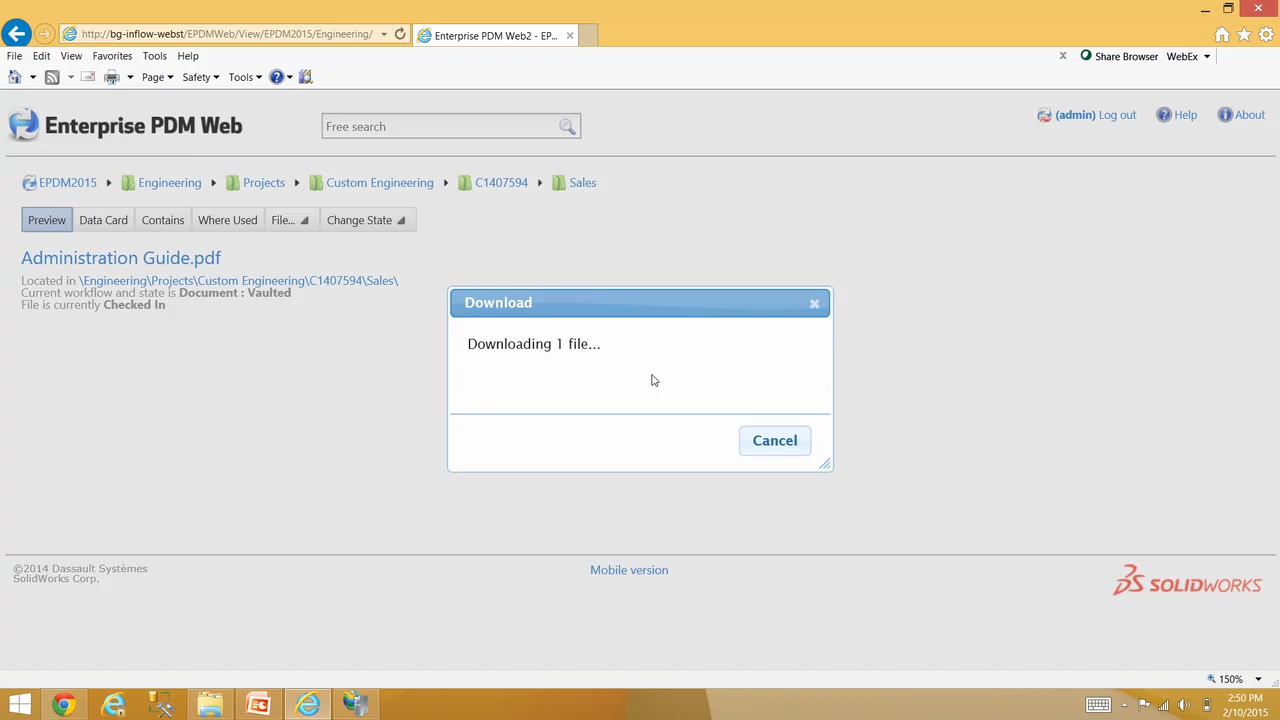 http://bg-inflow-webst/EPDMWeb/View/EPDM2015/Engineering/
Enterprise PDM Web2 - EP...
File Edit View Favorites Tools Help
x Share Browser WebEx
Page Safety Tools
Enterprise PDM Web
Free search
(admin) Log out Help About
EPDM2015 Engineering Projects Custom Engineering C1407594 Sales
Preview Data Card Contains Where Used File... Change State
Administration Guide.pdf
Located in \Engineering\Projects\Custom Engineering\C1407594\Sales\
Current workflow and state is Document : Vaulted
File is currently Checked In
Download
Downloading 1 file...
Cancel
©2014 Dassault Systèmes
SolidWorks Corp.
Mobile version
SOLIDWORKS
150%
2:50 PM
2/10/2015